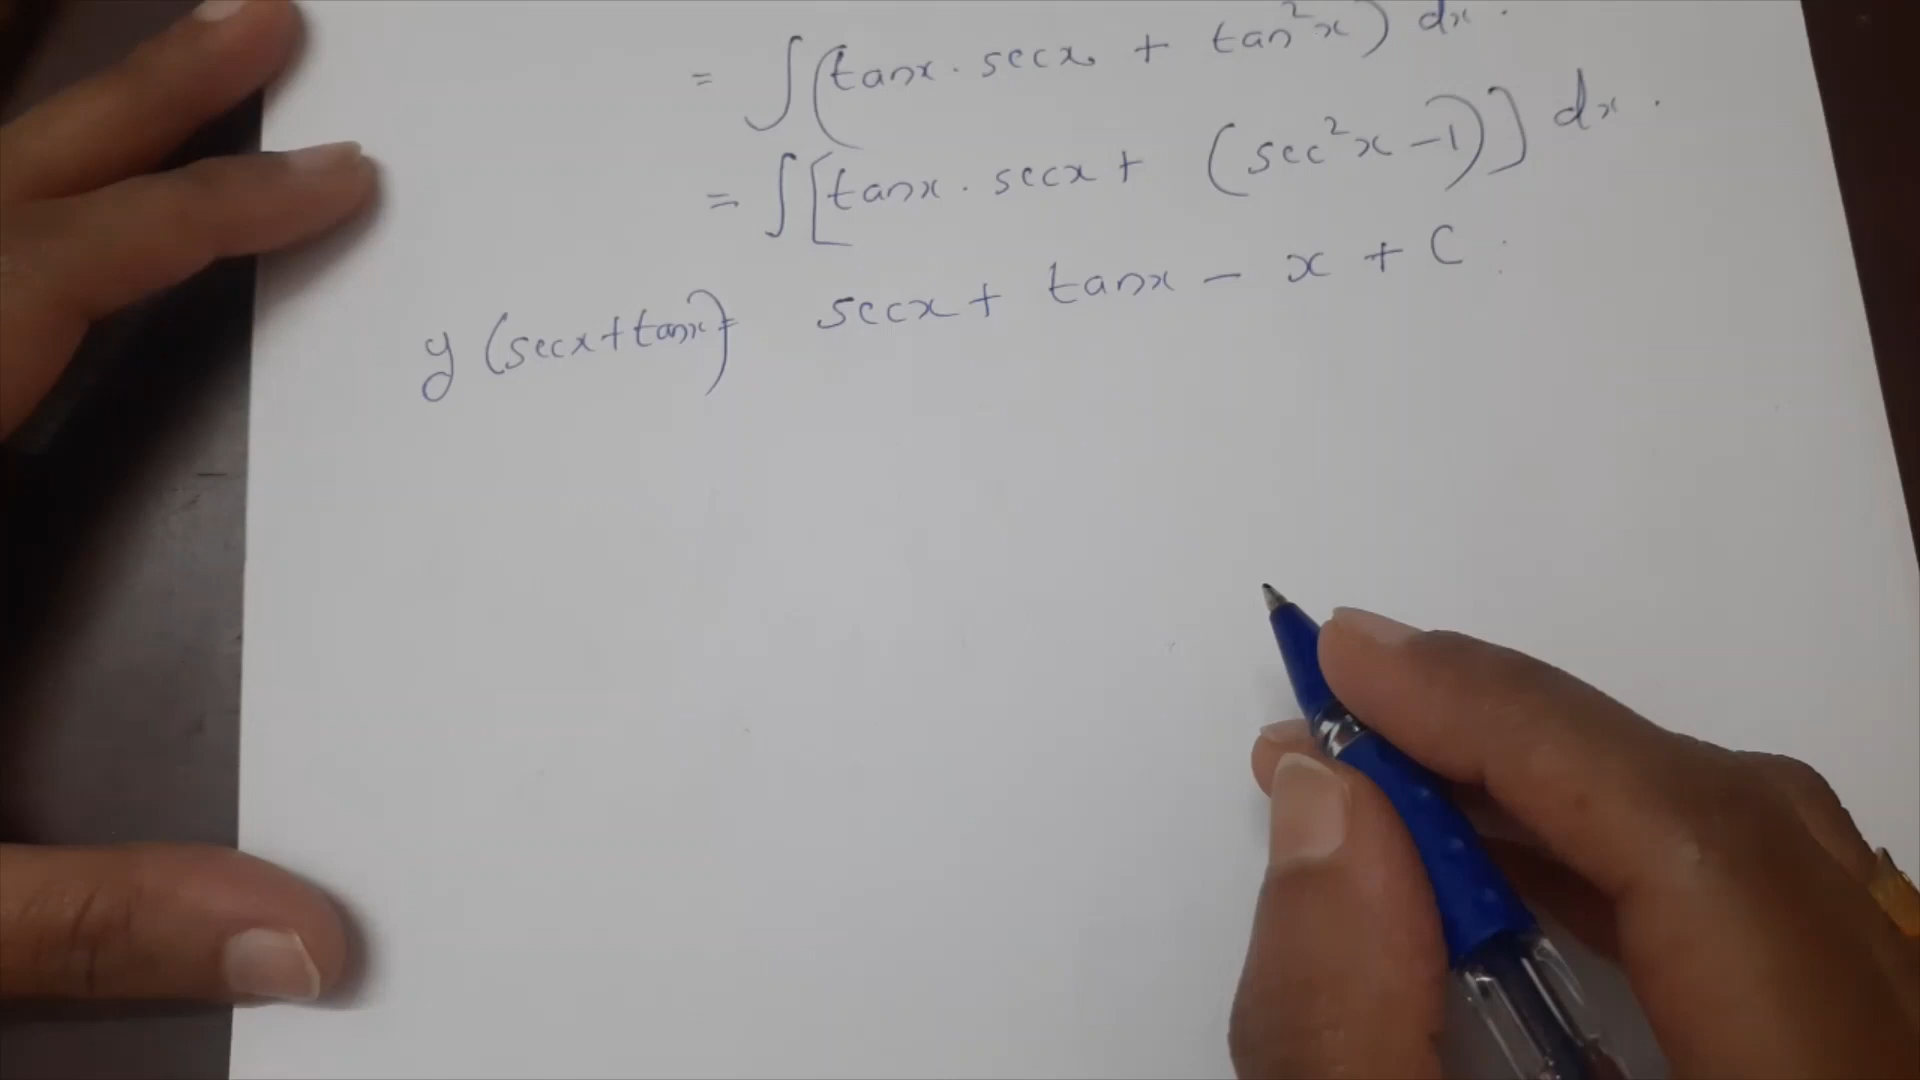 = ∫(tanx . secx + tan²x) dx .
= ∫[tanx . secx + (sec²x -1)] dx .
y (secx+tanx) = secx + tanx - x + C .